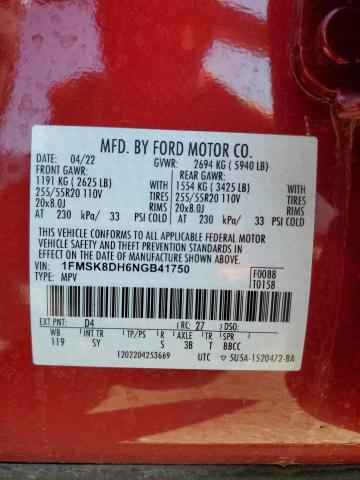 MFD. BY FORD MOTOR CO.
DATE: 04/22 GVWR: 2694 KG ( 5940 LB)
FRONT GAWR: REAR GAWR:
1191 KG ( 2625 LB) WITH 1554 KG ( 3425 LB) WITH
255/55R20 110V TIRES 255/55R20 110V TIRES
20x8.0J RIMS 20x8.0J RIMS
AT 230 kPa/ 33 PSI COLD AT 230 kPa/ 33 PSI COLD
THIS VEHICLE CONFORMS TO ALL APPLICABLE FEDERAL MOTOR
VEHICLE SAFETY AND THEFT PREVENTION STANDARDS IN
EFFECT ON THE DATE OF MANUFACTURE SHOWN ABOVE.
VIN: 1FMSK8DH6NGB41750 F0088
TYPE: MPV T0158
EXT PNT: D4 RC: 27 DSO:
WB TP/PS R AXLE TR SPR
119 SY S 3B T BBCC
1202204253669 UTC ▽ 5U5A-1520472-BA